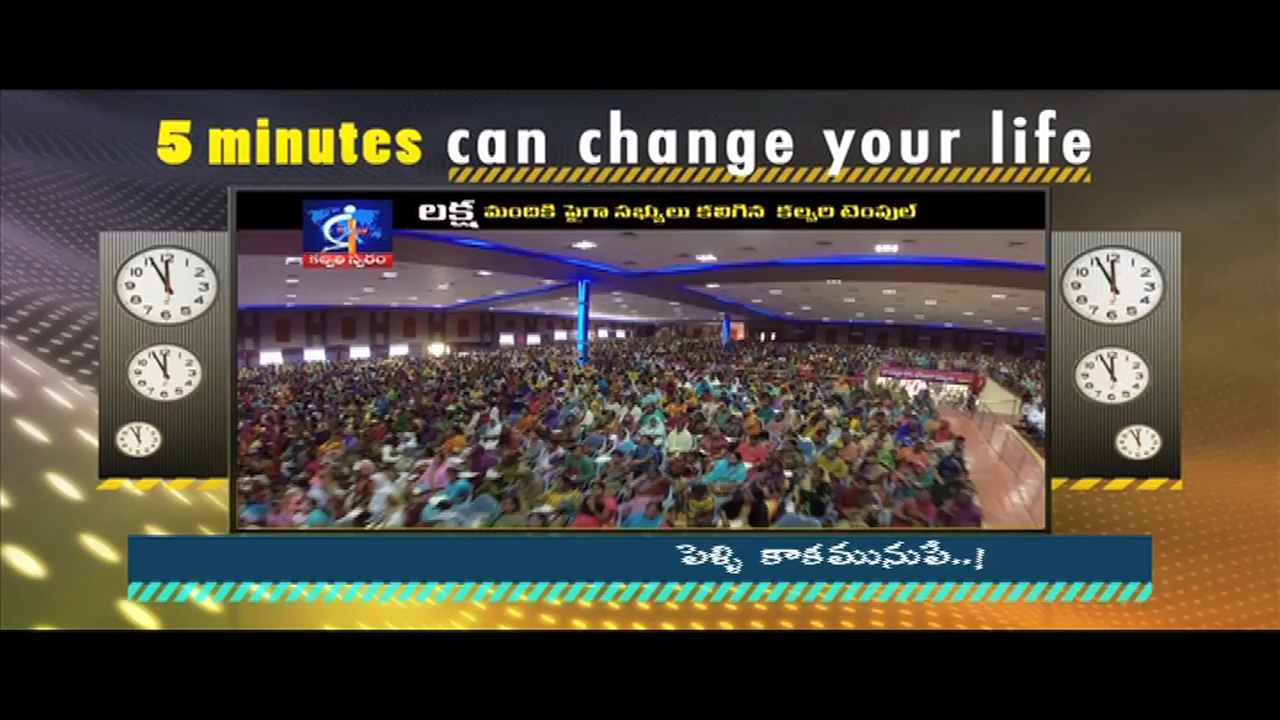 5 minutes can change your life
లక్ష మందికి పైగా సభ్యులు కలిగిన కల్వరి టెంపుల్
కల్వరి స్వరం
పెళ్ళి కాకమునుపే..!